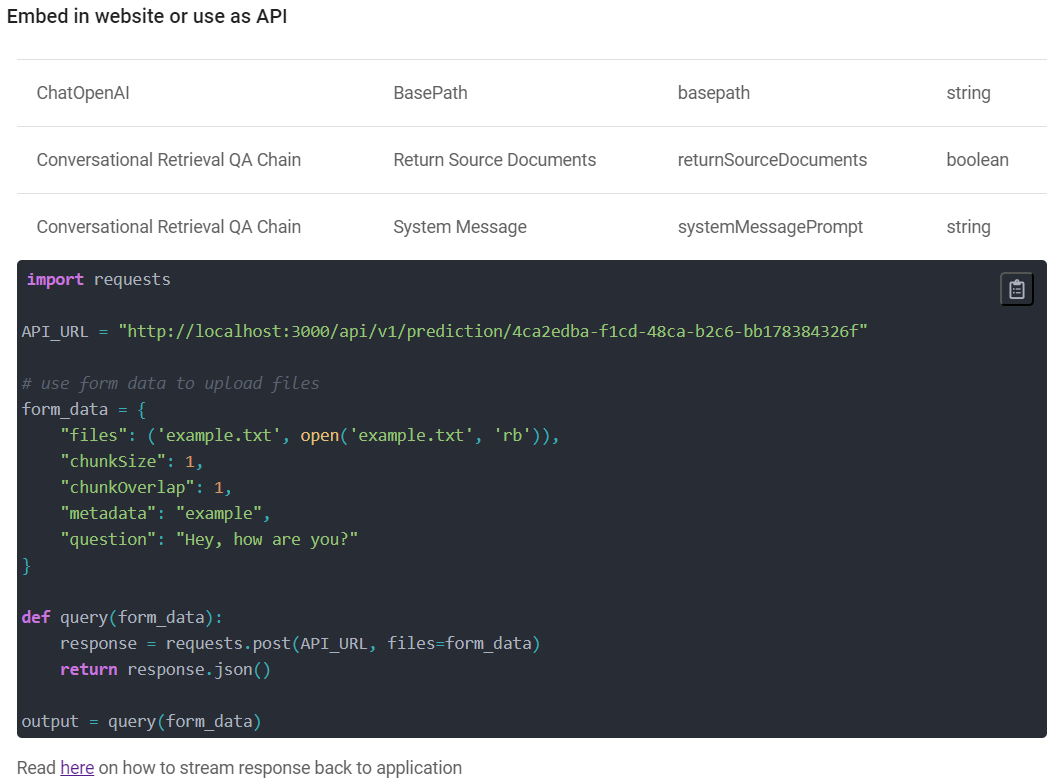 Embed in website or use as API
ChatOpenAI BasePath basepath string
Conversational Retrieval QA Chain Return Source Documents returnSourceDocuments boolean
Conversational Retrieval QA Chain System Message systemMessagePrompt string
import requests
API_URL = "http://localhost:3000/api/v1/prediction/4ca2edba-f1cd-48ca-b2c6-bb178384326f"
# use form data to upload files
form_data = {
    "files": ('example.txt', open('example.txt', 'rb')),
    "chunkSize": 1,
    "chunkOverlap": 1,
    "metadata": "example",
    "question": "Hey, how are you?"
}
def query(form_data):
    response = requests.post(API_URL, files=form_data)
    return response.json()
output = query(form_data)
Read here on how to stream response back to application